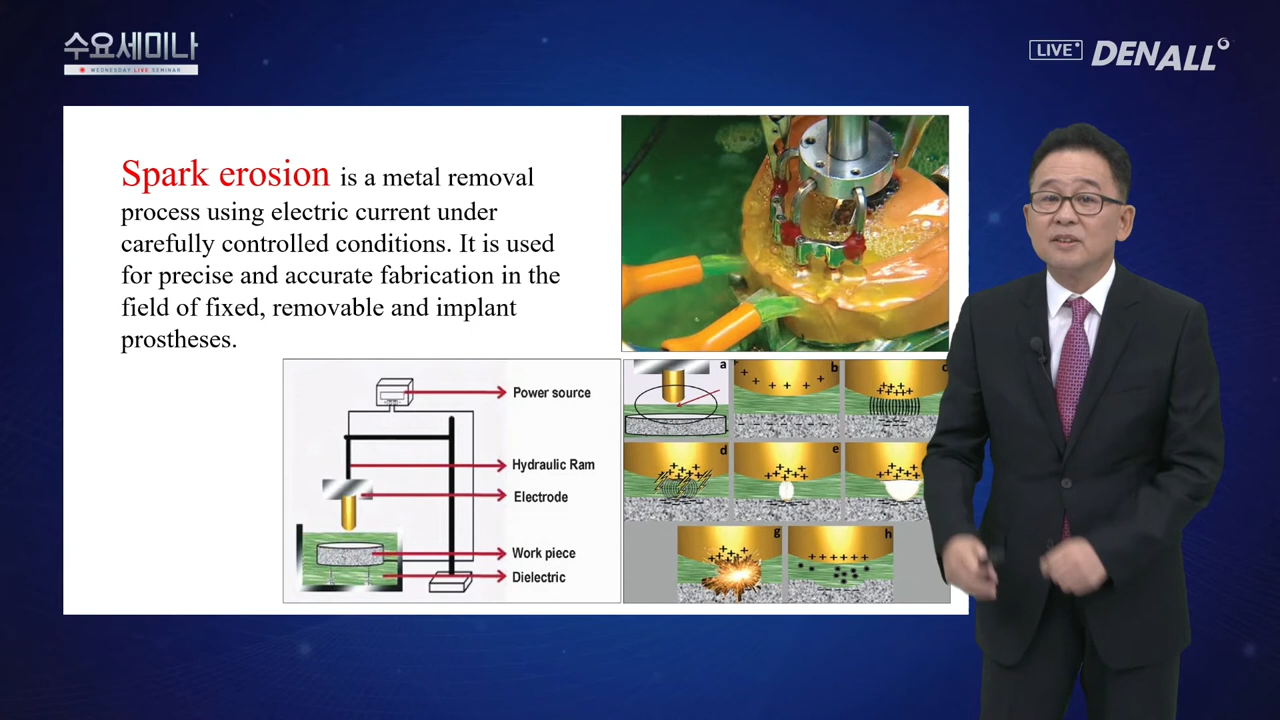 수요세미나
WEDNESDAY LIVE SEMINAR
LIVE
DENALL
Spark erosion is a metal removal
process using electric current under
carefully controlled conditions. It is used
for precise and accurate fabrication in the
field of fixed, removable and implant
prostheses.
Power source
Hydraulic Ram
Electrode
Work piece
Dielectric
a
b
d
e
g
h